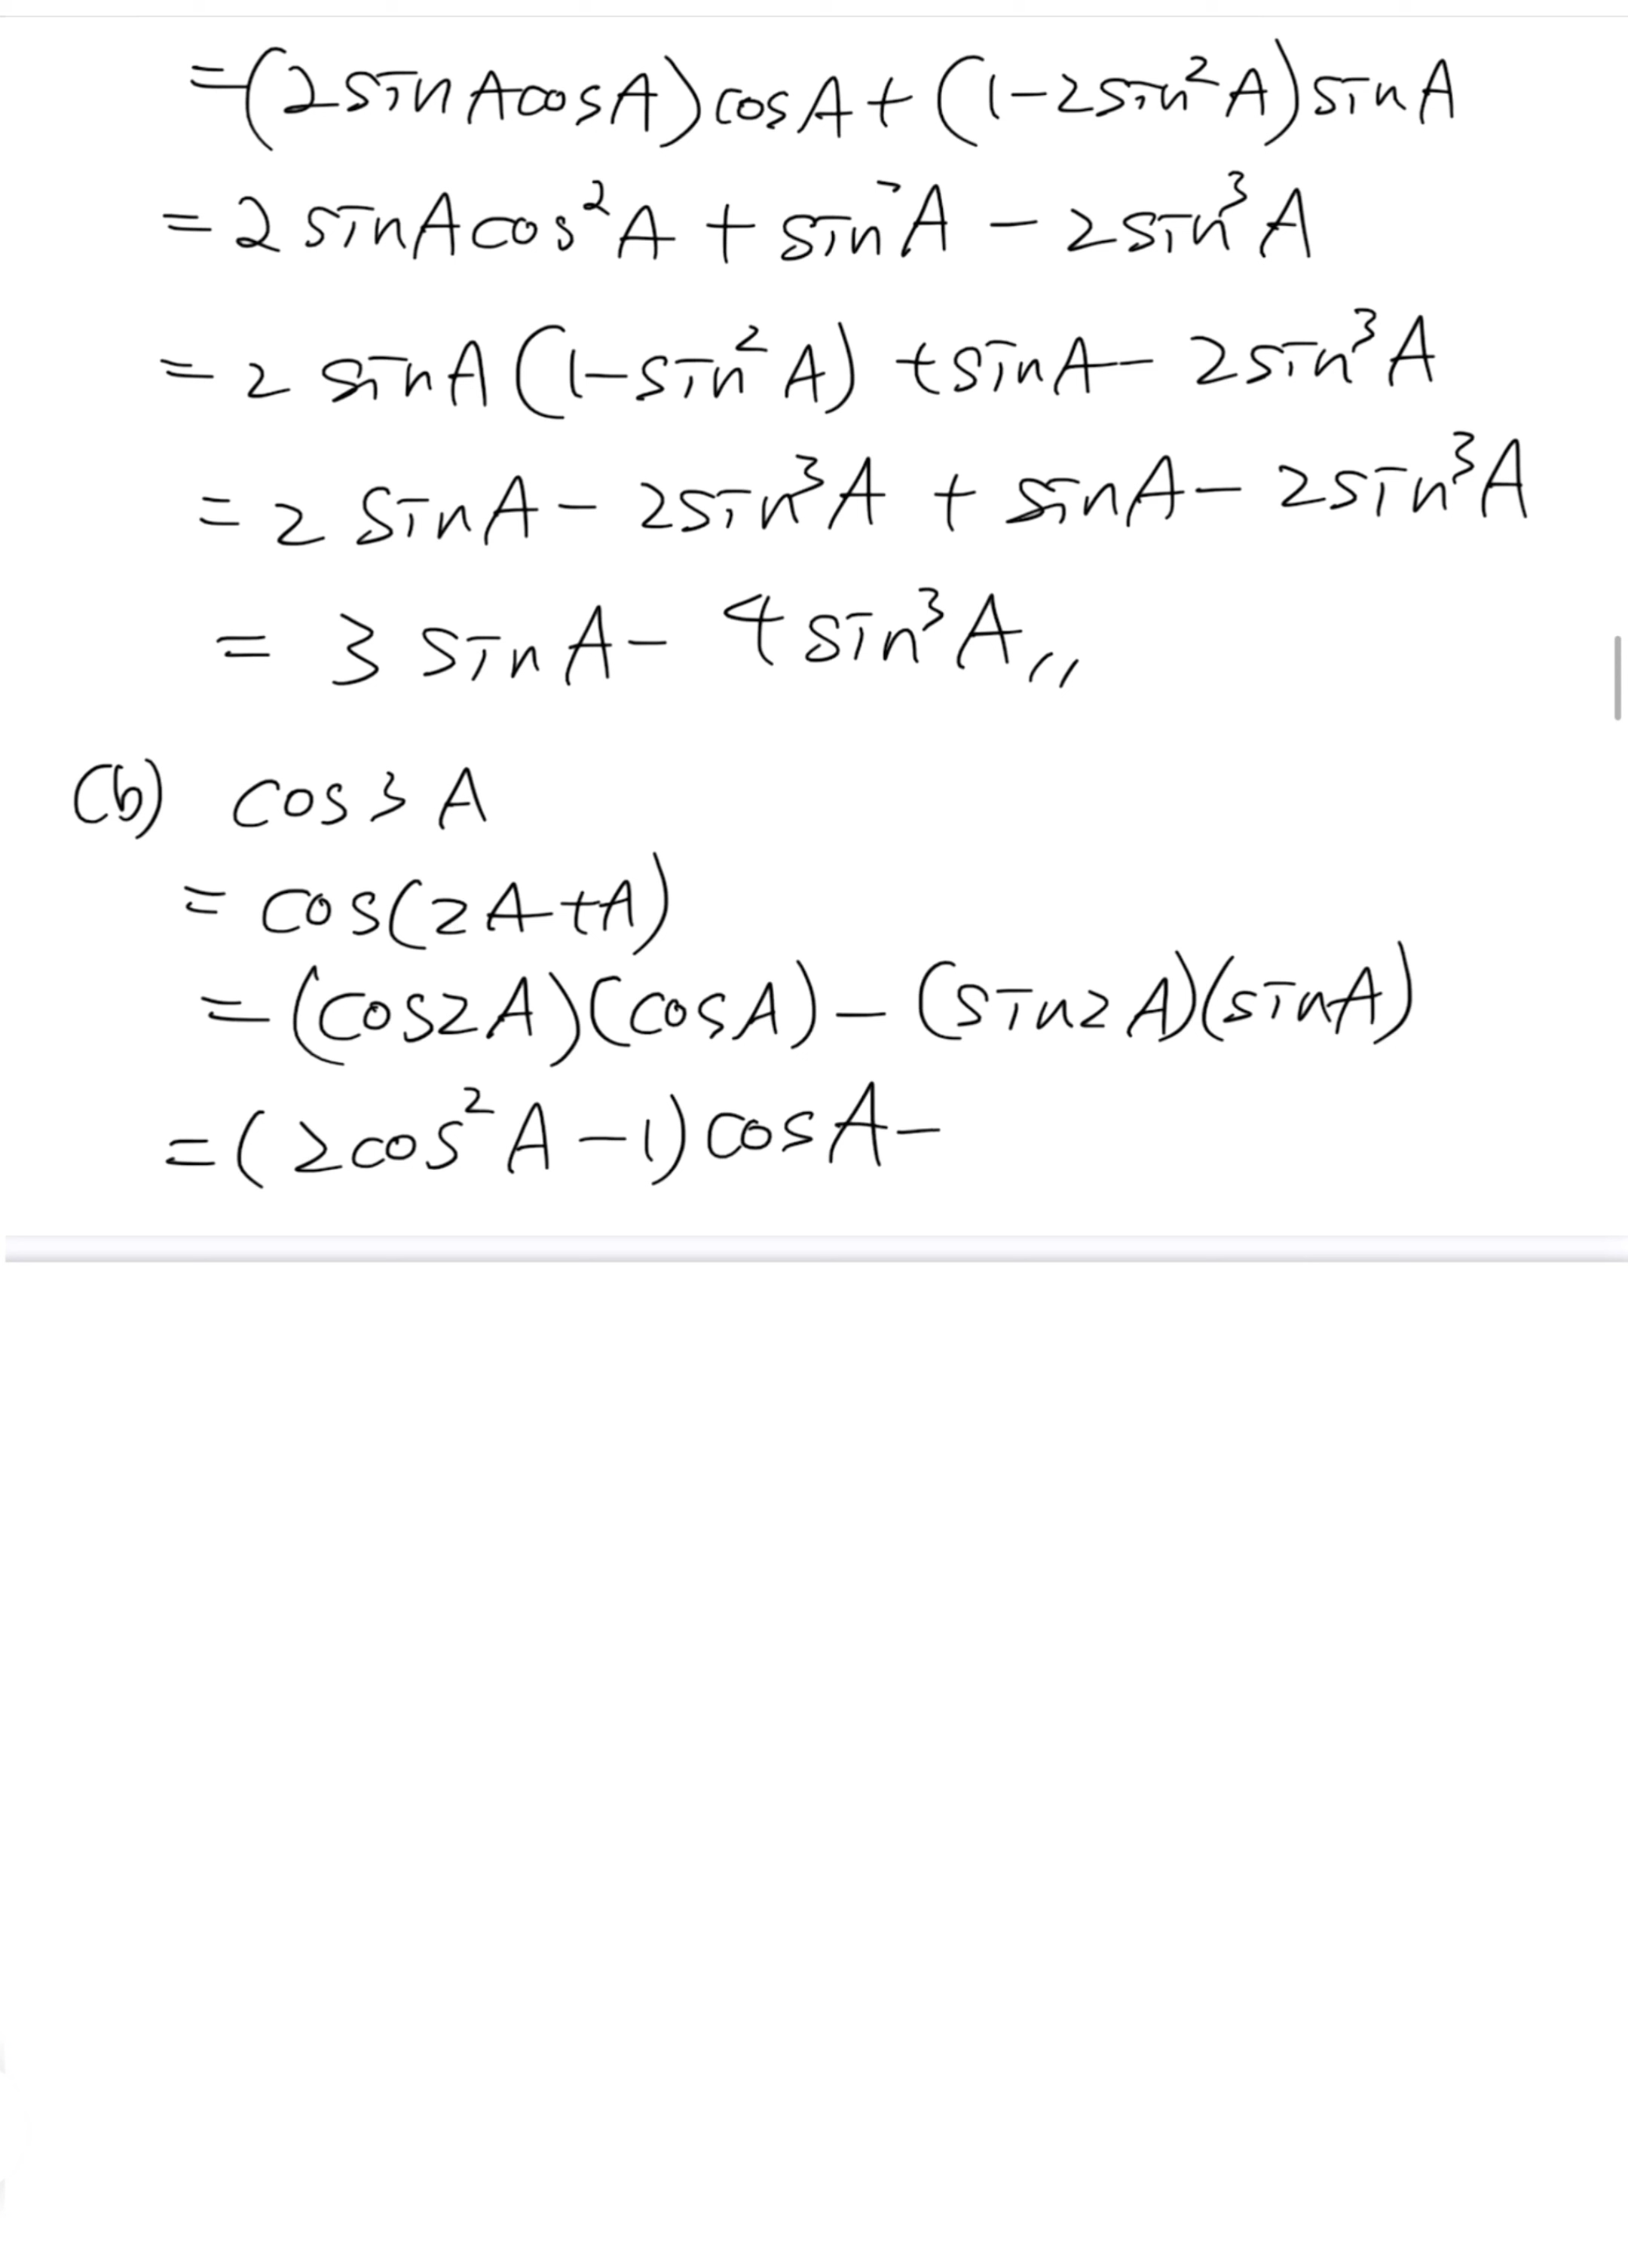 =(2sinAcosA)cosA+(1-2sin²A)sinA
=2sinAcos²A+sin⁻A-2sin³A
=2sinA(1-sin²A)+sinA-2sin³A
=2sinA-2sin³A+sinA-2sin³A
=3sinA-4sin³A,,
(b) cos3A
=cos(2A+A)
=(cos2A)(cosA)-(sin2A)(sinA)
=(2cos²A-1)cosA-